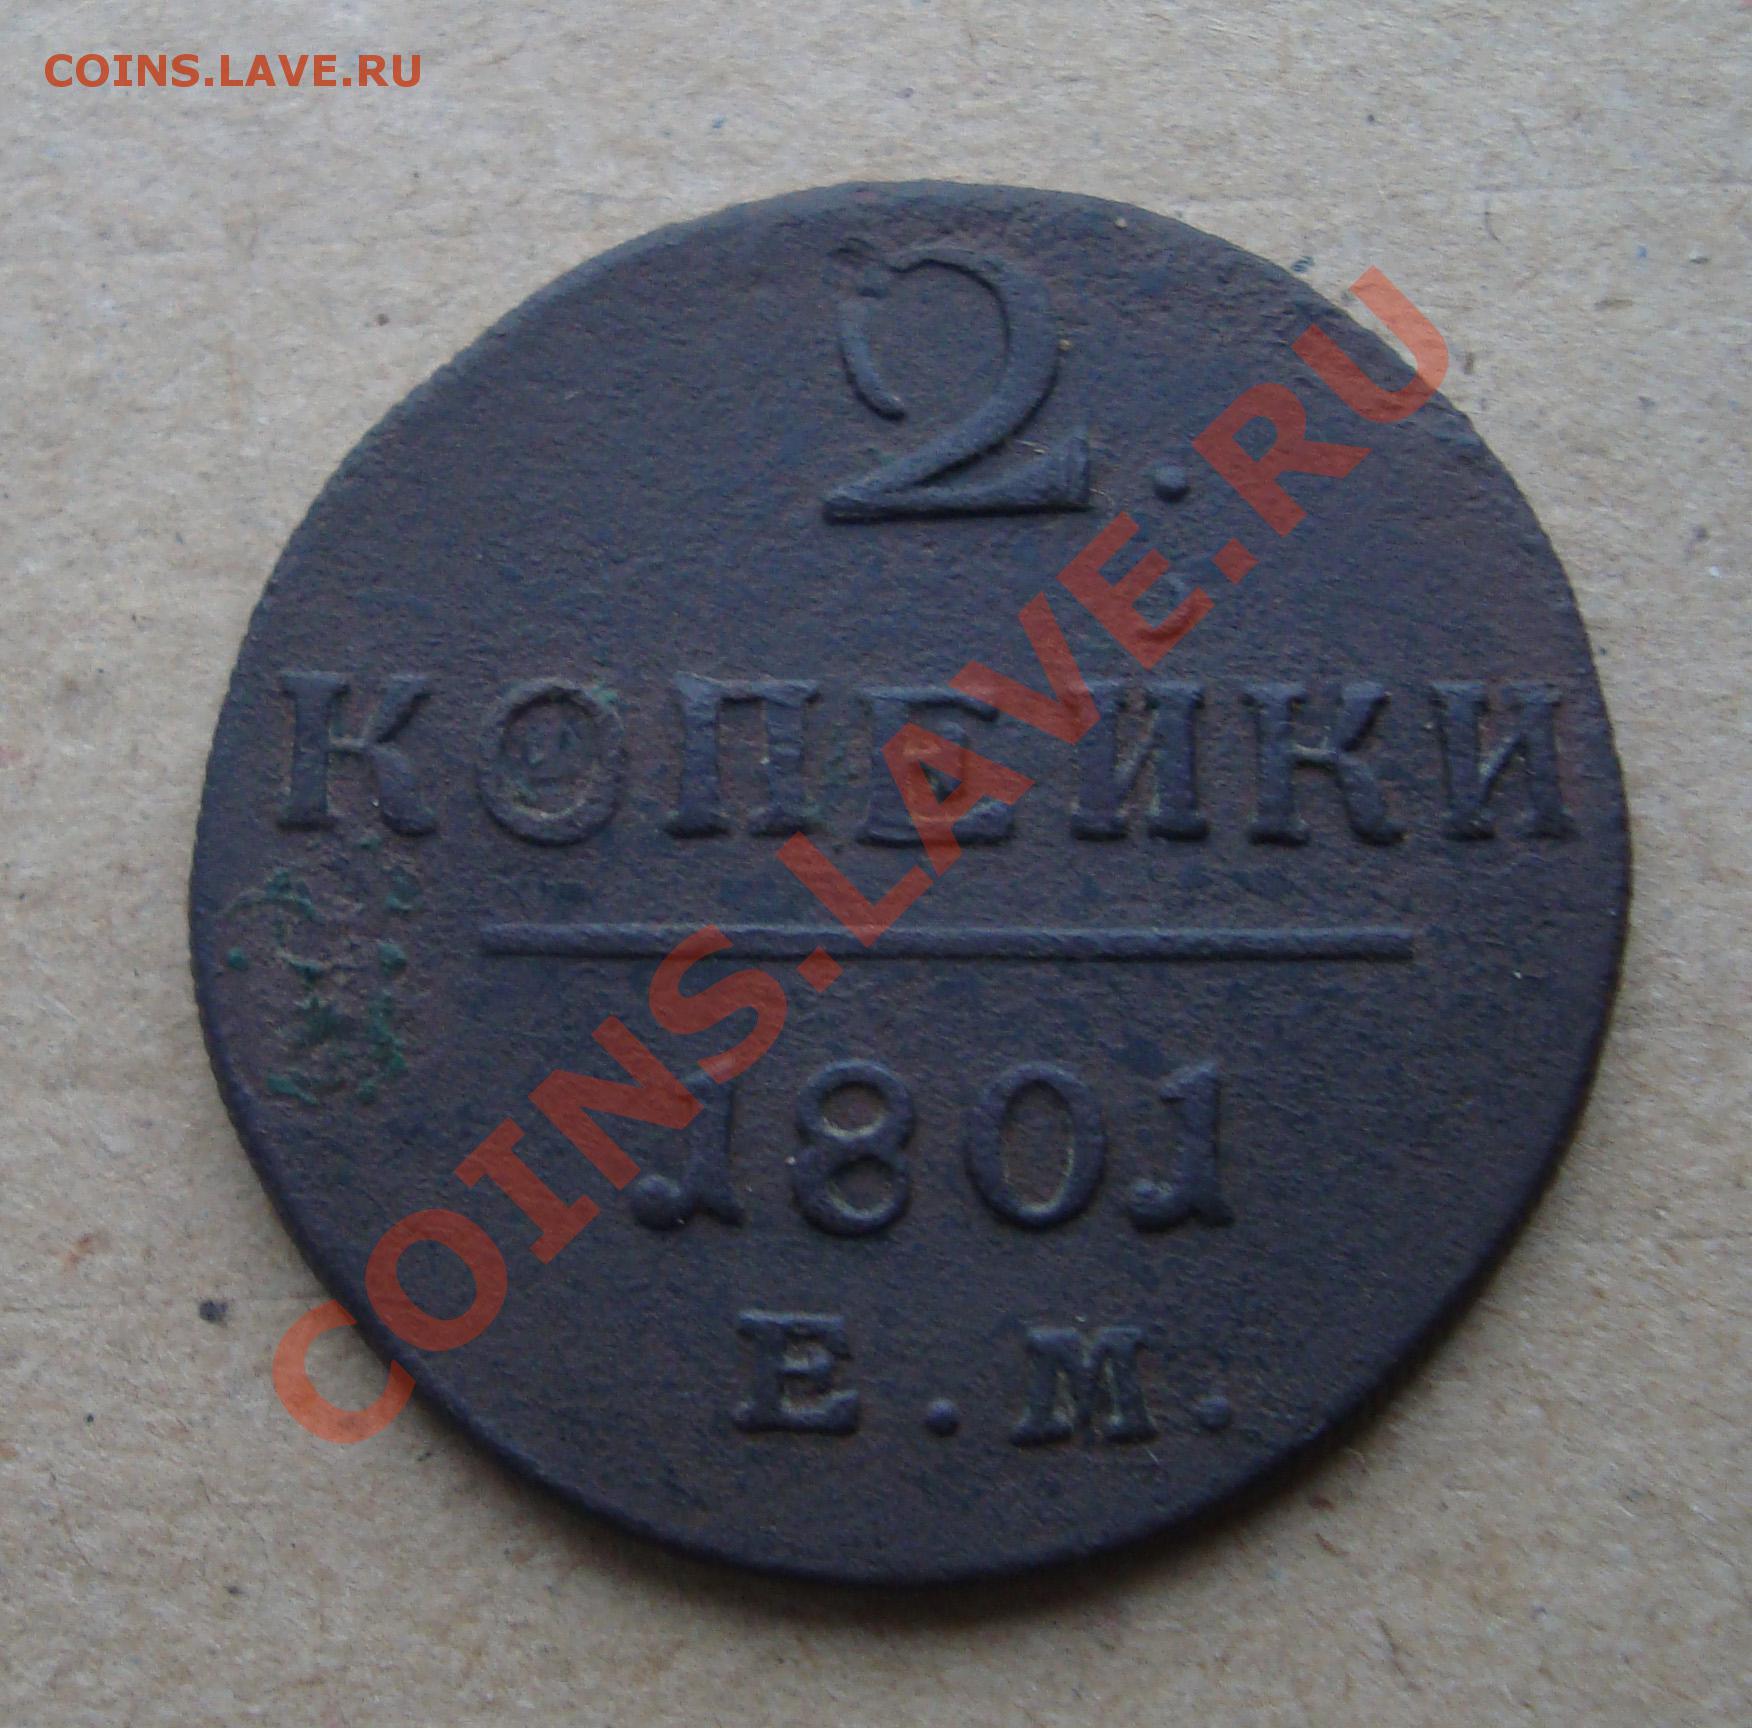 COINS.LAVE.RU
2.
КОПЕЙКИ
1801
Е.М.
COINS.LAVE.RU